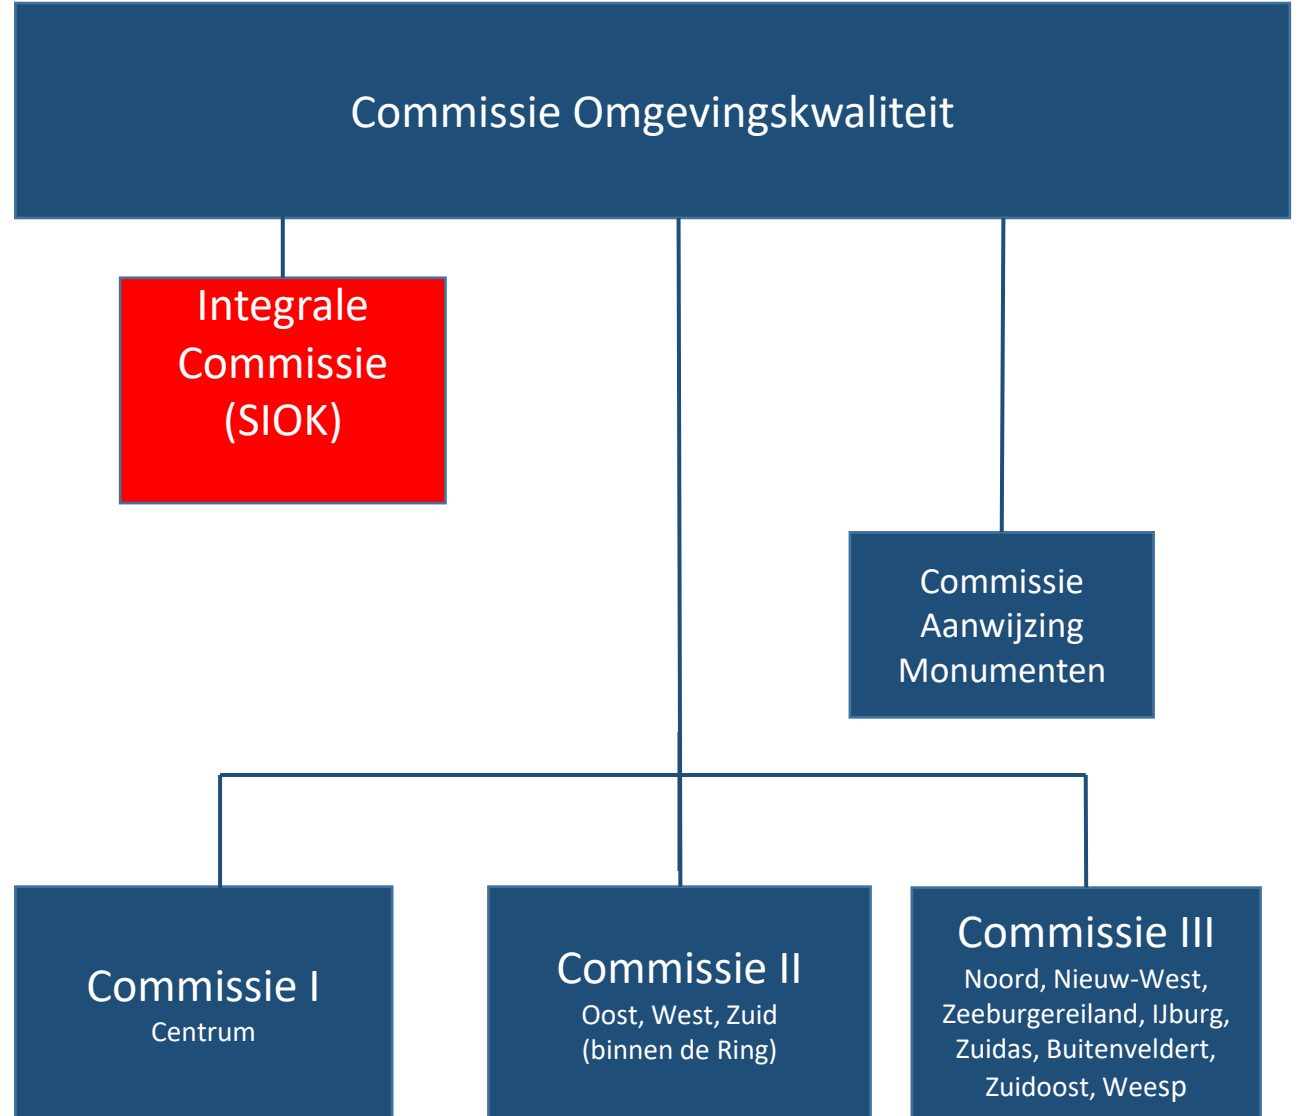 Commissie Omgevingskwaliteit
Integrale
Commissie
(SIOK)
Commissie
Aanwijzing
Monumenten
Commissie I
Centrum
Commissie II
Oost, West, Zuid
(binnen de Ring)
Commissie III
Noord, Nieuw-West,
Zeeburgereiland, IJburg,
Zuidas, Buitenveldert,
Zuidoost, Weesp